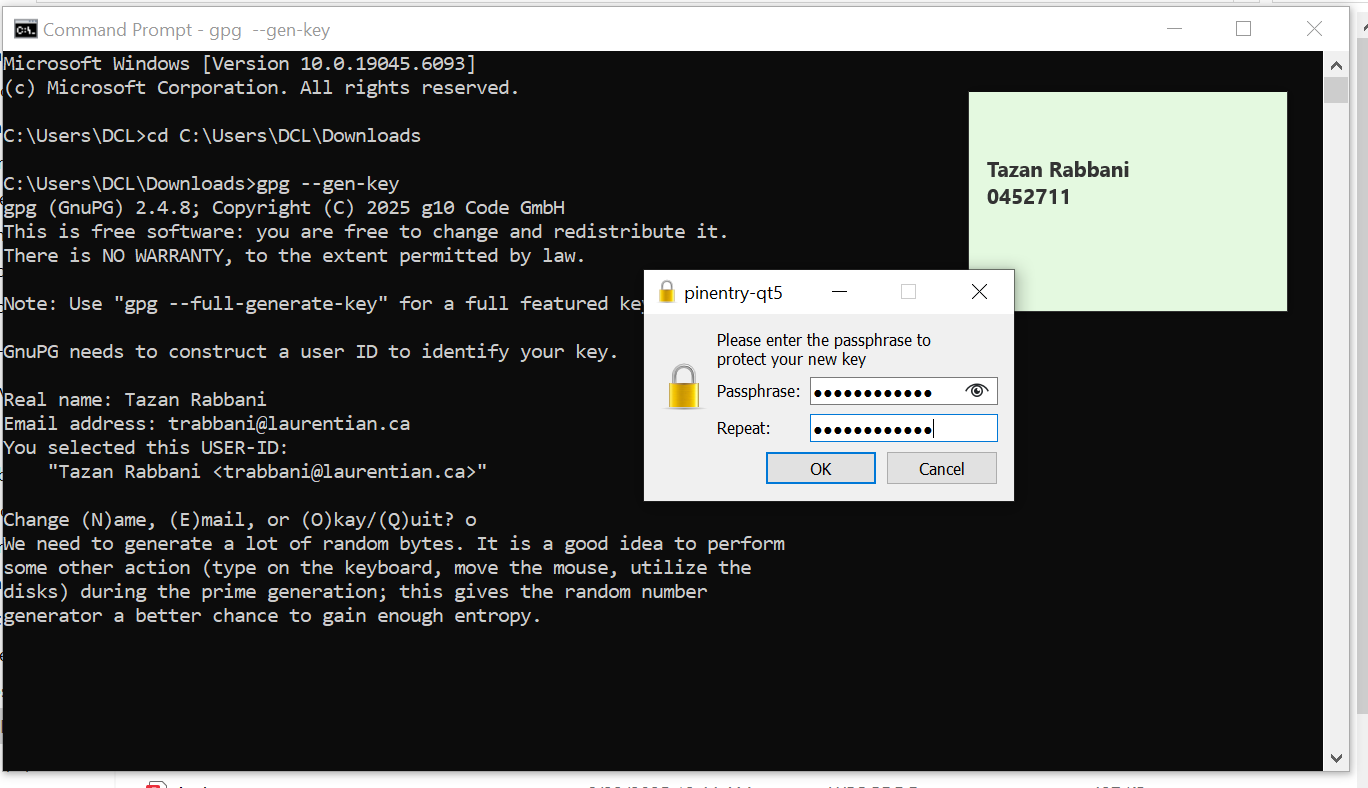 Command Prompt - gpg  --gen-key
Microsoft Windows [Version 10.0.19045.6093]
(c) Microsoft Corporation. All rights reserved.
C:\Users\DCL>cd C:\Users\DCL\Downloads
C:\Users\DCL\Downloads>gpg --gen-key
gpg (GnuPG) 2.4.8; Copyright (C) 2025 g10 Code GmbH
This is free software: you are free to change and redistribute it.
There is NO WARRANTY, to the extent permitted by law.
Note: Use "gpg --full-generate-key" for a full featured
GnuPG needs to construct a user ID to identify your key.
Real name: Tazan Rabbani
Email address: trabbani@laurentian.ca
You selected this USER-ID:
"Tazan Rabbani <trabbani@laurentian.ca>"
Change (N)ame, (E)mail, or (O)kay/(Q)uit? o
We need to generate a lot of random bytes. It is a good idea to perform
some other action (type on the keyboard, move the mouse, utilize the
disks) during the prime generation; this gives the random number
generator a better chance to gain enough entropy.
Tazan Rabbani
0452711
pinentry-qt5
Please enter the passphrase to
protect your new key
Passphrase: ●●●●●●●●●●●●
Repeat: ●●●●●●●●●●●●
OK
Cancel